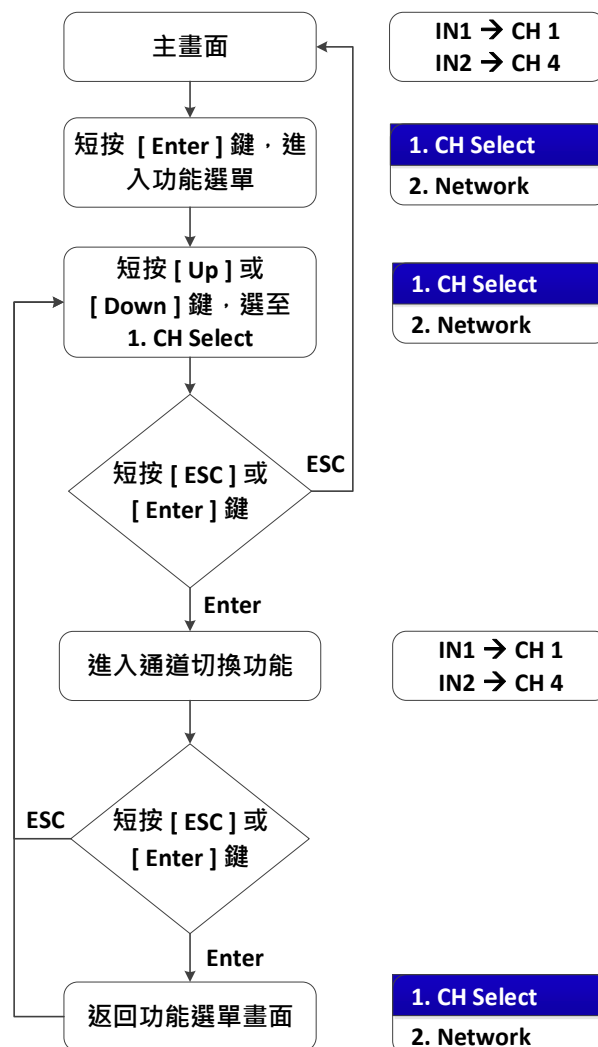 主畫面
IN1 → CH 1
IN2 → CH 4
短按 [ Enter ] 鍵，進
入功能選單
1. CH Select
2. Network
短按 [ Up ] 或
[ Down ] 鍵，選至
1. CH Select
1. CH Select
2. Network
短按 [ ESC ] 或
[ Enter ] 鍵
ESC
Enter
進入通道切換功能
IN1 → CH 1
IN2 → CH 4
ESC
短按 [ ESC ] 或
[ Enter ] 鍵
Enter
返回功能選單畫面
1. CH Select
2. Network